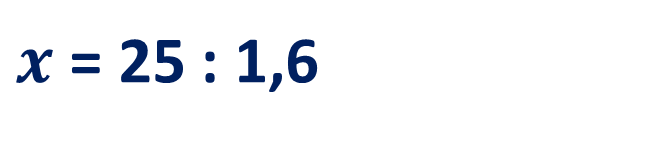 x = 25 : 1,6